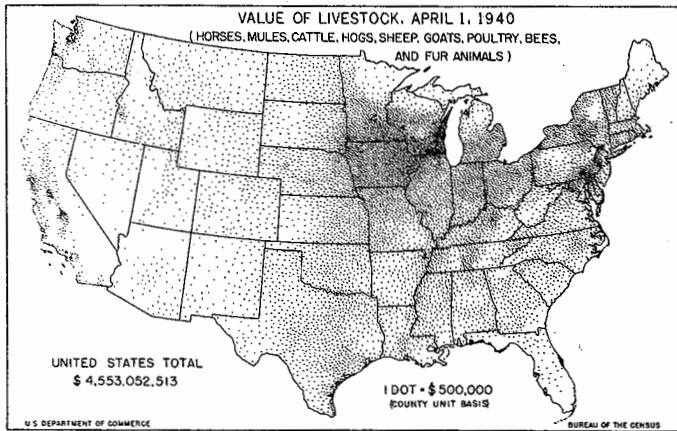 VALUE OF LIVESTOCK, APRIL 1, 1940
(HORSES, MULES, CATTLE, HOGS, SHEEP, GOATS, POULTRY, BEES,
AND FUR ANIMALS)
UNITED STATES TOTAL
$ 4,553,052,513
1 DOT = $500,000
(COUNTY UNIT BASIS)
U.S DEPARTMENT OF COMMERCE
BUREAU OF THE CENSUS